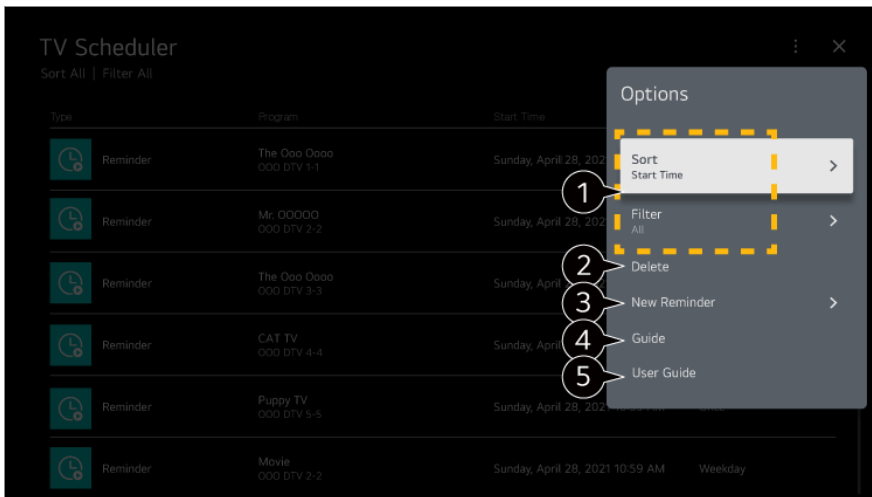 TV Scheduler
Sort All | Filter All
Type Program Start Time
Reminder The Ooo Oooo Sunday, April 28, 202
OOO DTV 1-1
Reminder Mr. OOOOO Sunday, April 28, 202
OOO DTV 2-2
Reminder The Ooo Oooo Sunday, April
OOO DTV 3-3
Reminder CAT TV Sunday, April
OOO DTV 4-4
Reminder Puppy TV Sunday, April 28, 2021
OOO DTV 5-5
Reminder Movie Sunday, April 28, 2021 10:59 AM Weekday
OOO DTV 2-2
Options
Sort
Start Time
1
Filter
All
2 Delete
3 New Reminder
4 Guide
5 User Guide